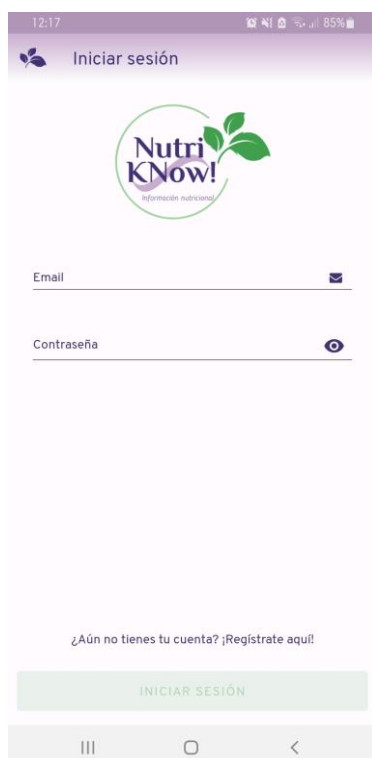 12:17
85%
Iniciar sesión
Nutri
KNow!
Información nutricional
Email
Contraseña
¿Aún no tienes tu cuenta? ¡Regístrate aquí!
INICIAR SESIÓN